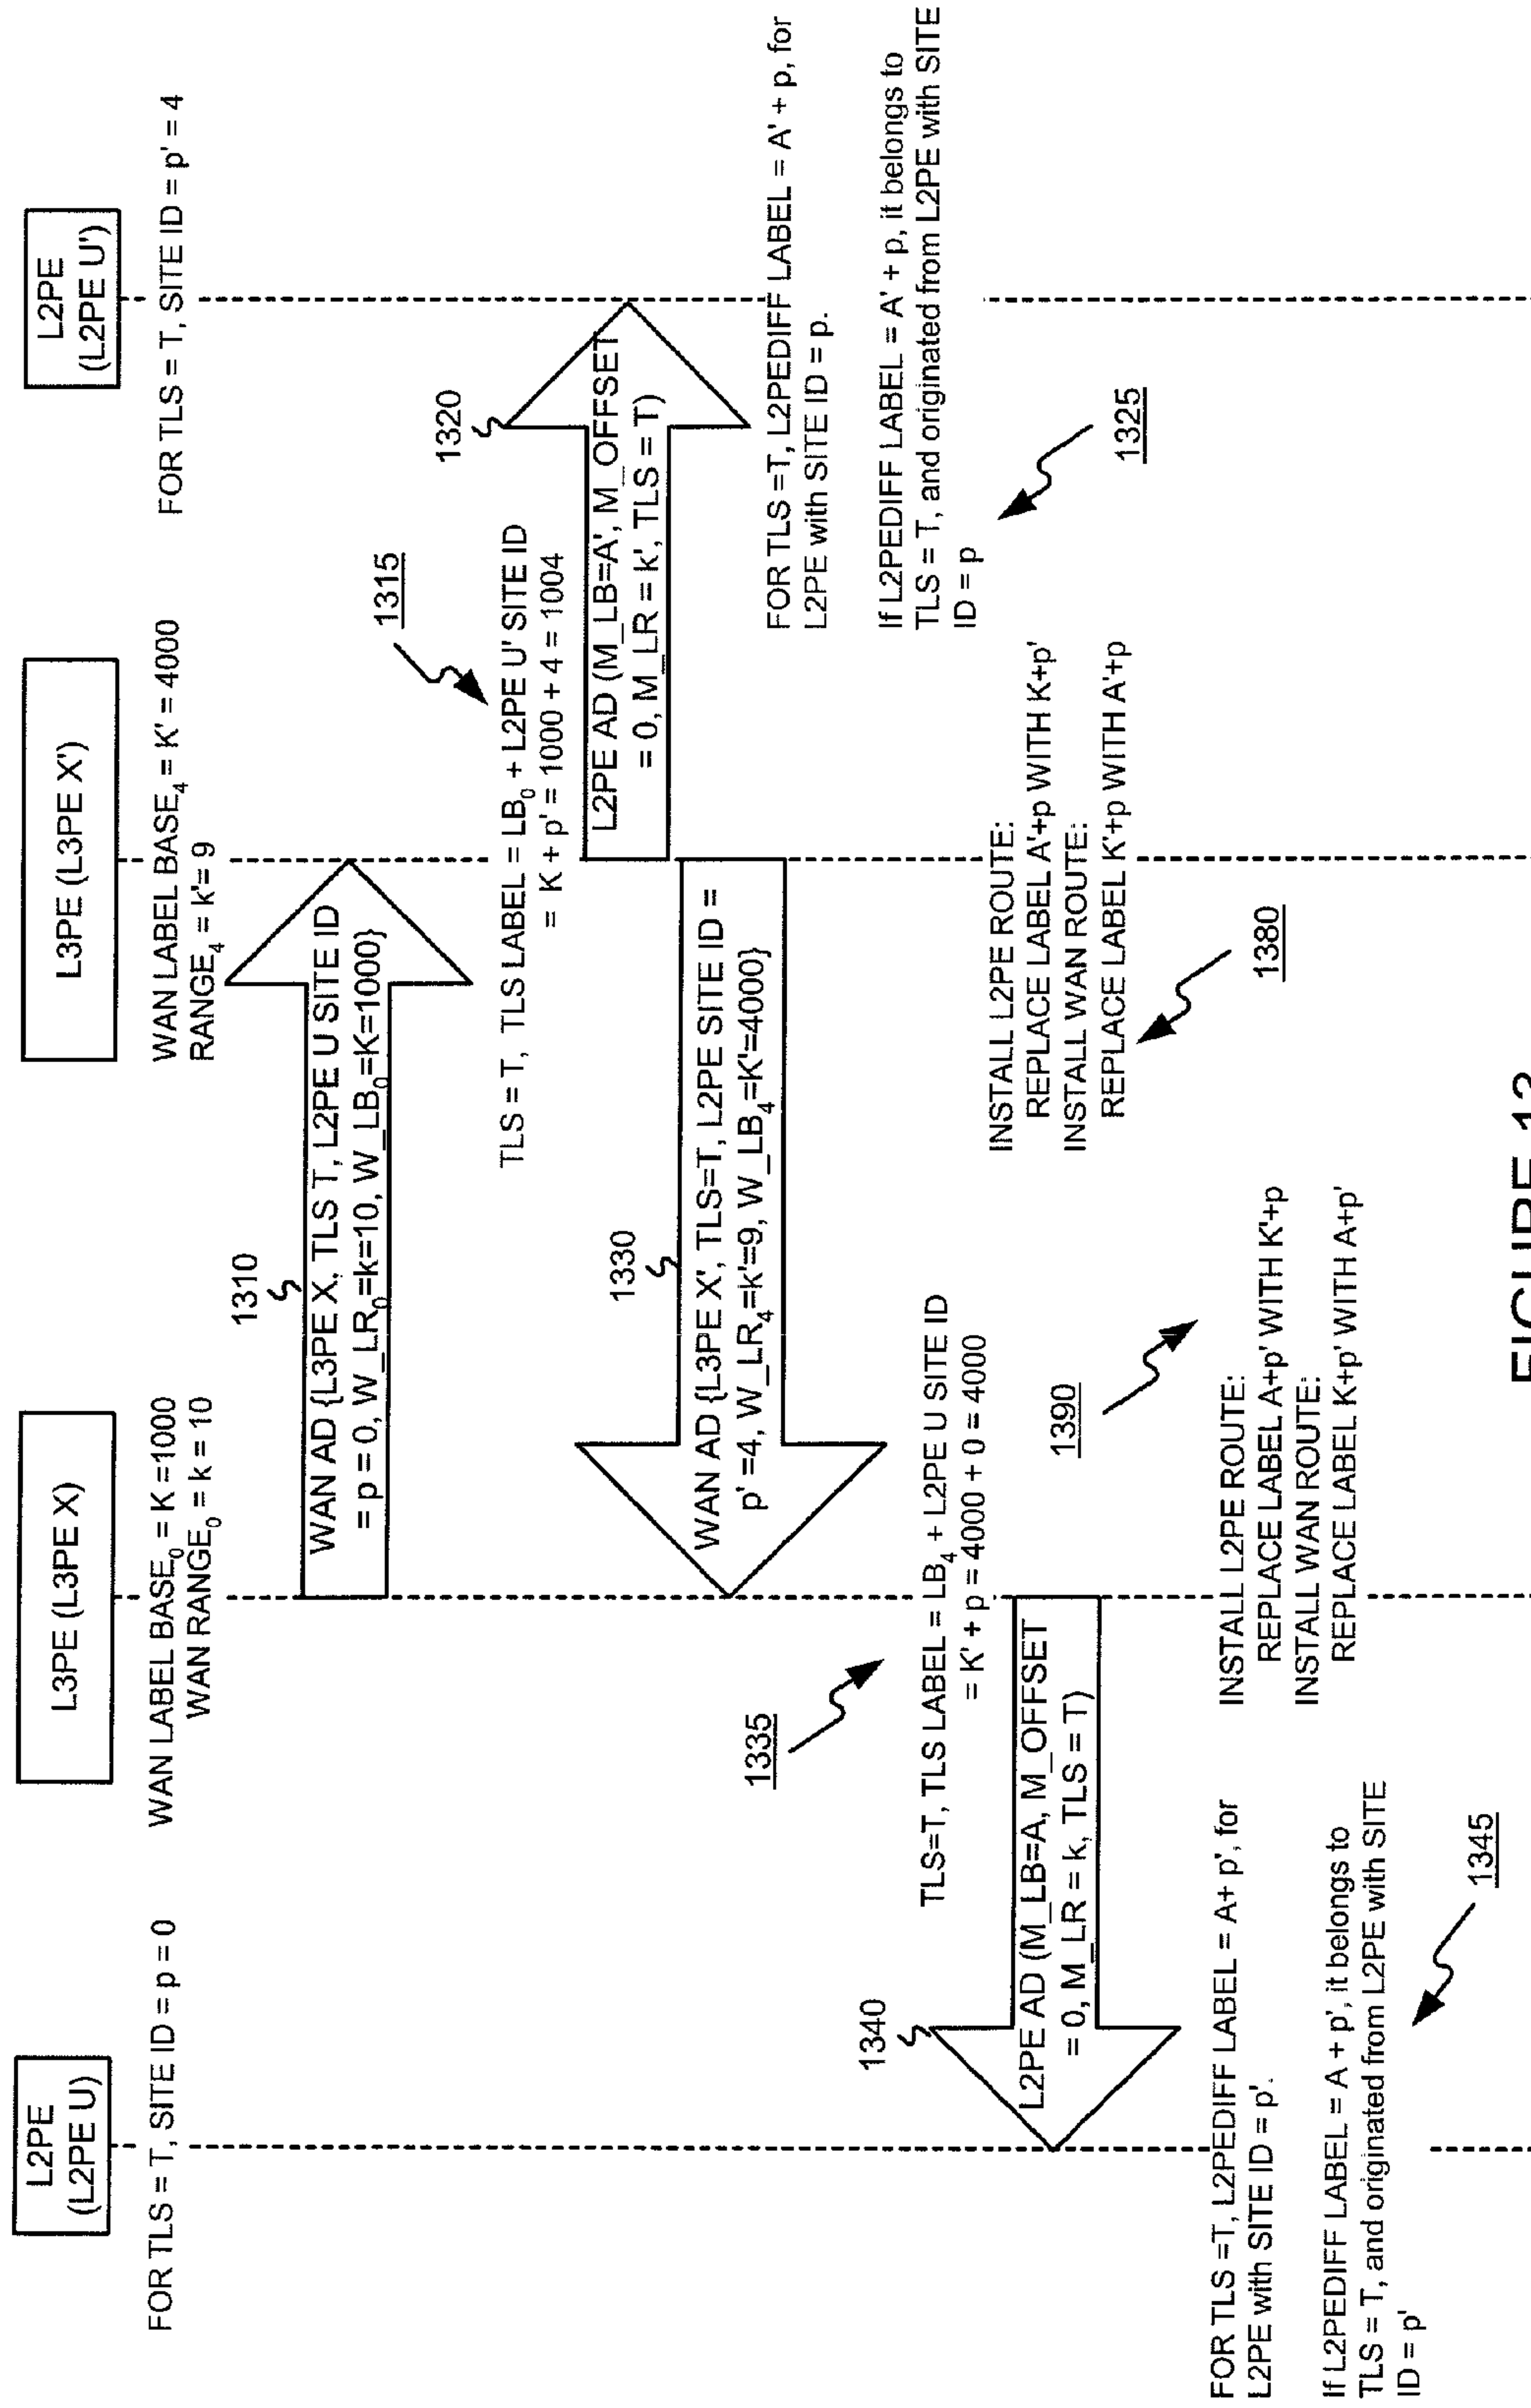 L2PE
(L2PE U)
L3PE (L3PE X)
L3PE (L3PE X')
L2PE
(L2PE U')
FOR TLS = T, SITE ID = p = 0
WAN LABEL BASE₀ = K =1000
WAN RANGE₀ = k = 10
WAN LABEL BASE₄ = K' = 4000
RANGE₄ = k'= 9
FOR TLS = T, SITE ID = p' = 4
1310
WAN AD {L3PE X, TLS T, L2PE U SITE ID
= p = 0, W_LR₀=k=10, W_LB₀=K=1000}
1315
TLS = T, TLS LABEL = LB₀ + L2PE U' SITE ID
= K + p' = 1000 + 4 = 1004
1320
L2PE AD (M_LB=A', M_OFFSET
= 0, M_LR = k', TLS = T)
FOR TLS =T, L2PEDIFF LABEL = A' + p, for
L2PE with SITE ID = p.
If L2PEDIFF LABEL = A' + p, it belongs to
TLS = T, and originated from L2PE with SITE
ID = p
1325
1330
WAN AD {L3PE X', TLS=T, L2PE SITE ID =
p' =4, W_LR₄=k'=9, W_LB₄=K'=4000}
1335
TLS=T, TLS LABEL = LB₄ + L2PE U SITE ID
= K' + p = 4000 + 0 = 4000
1340
L2PE AD (M_LB=A, M_OFFSET
= 0, M_LR = k, TLS = T)
FOR TLS =T, L2PEDIFF LABEL = A+ p', for
L2PE with SITE ID = p'.
If L2PEDIFF LABEL = A + p', it belongs to
TLS = T, and originated from L2PE with SITE
ID = p'
1345
INSTALL L2PE ROUTE:
REPLACE LABEL A+p' WITH K'+p
INSTALL WAN ROUTE:
REPLACE LABEL K+p' WITH A+p'
1390
INSTALL L2PE ROUTE:
REPLACE LABEL A'+p WITH K+p'
INSTALL WAN ROUTE:
REPLACE LABEL K'+p WITH A'+p
1380
FIGURE 13